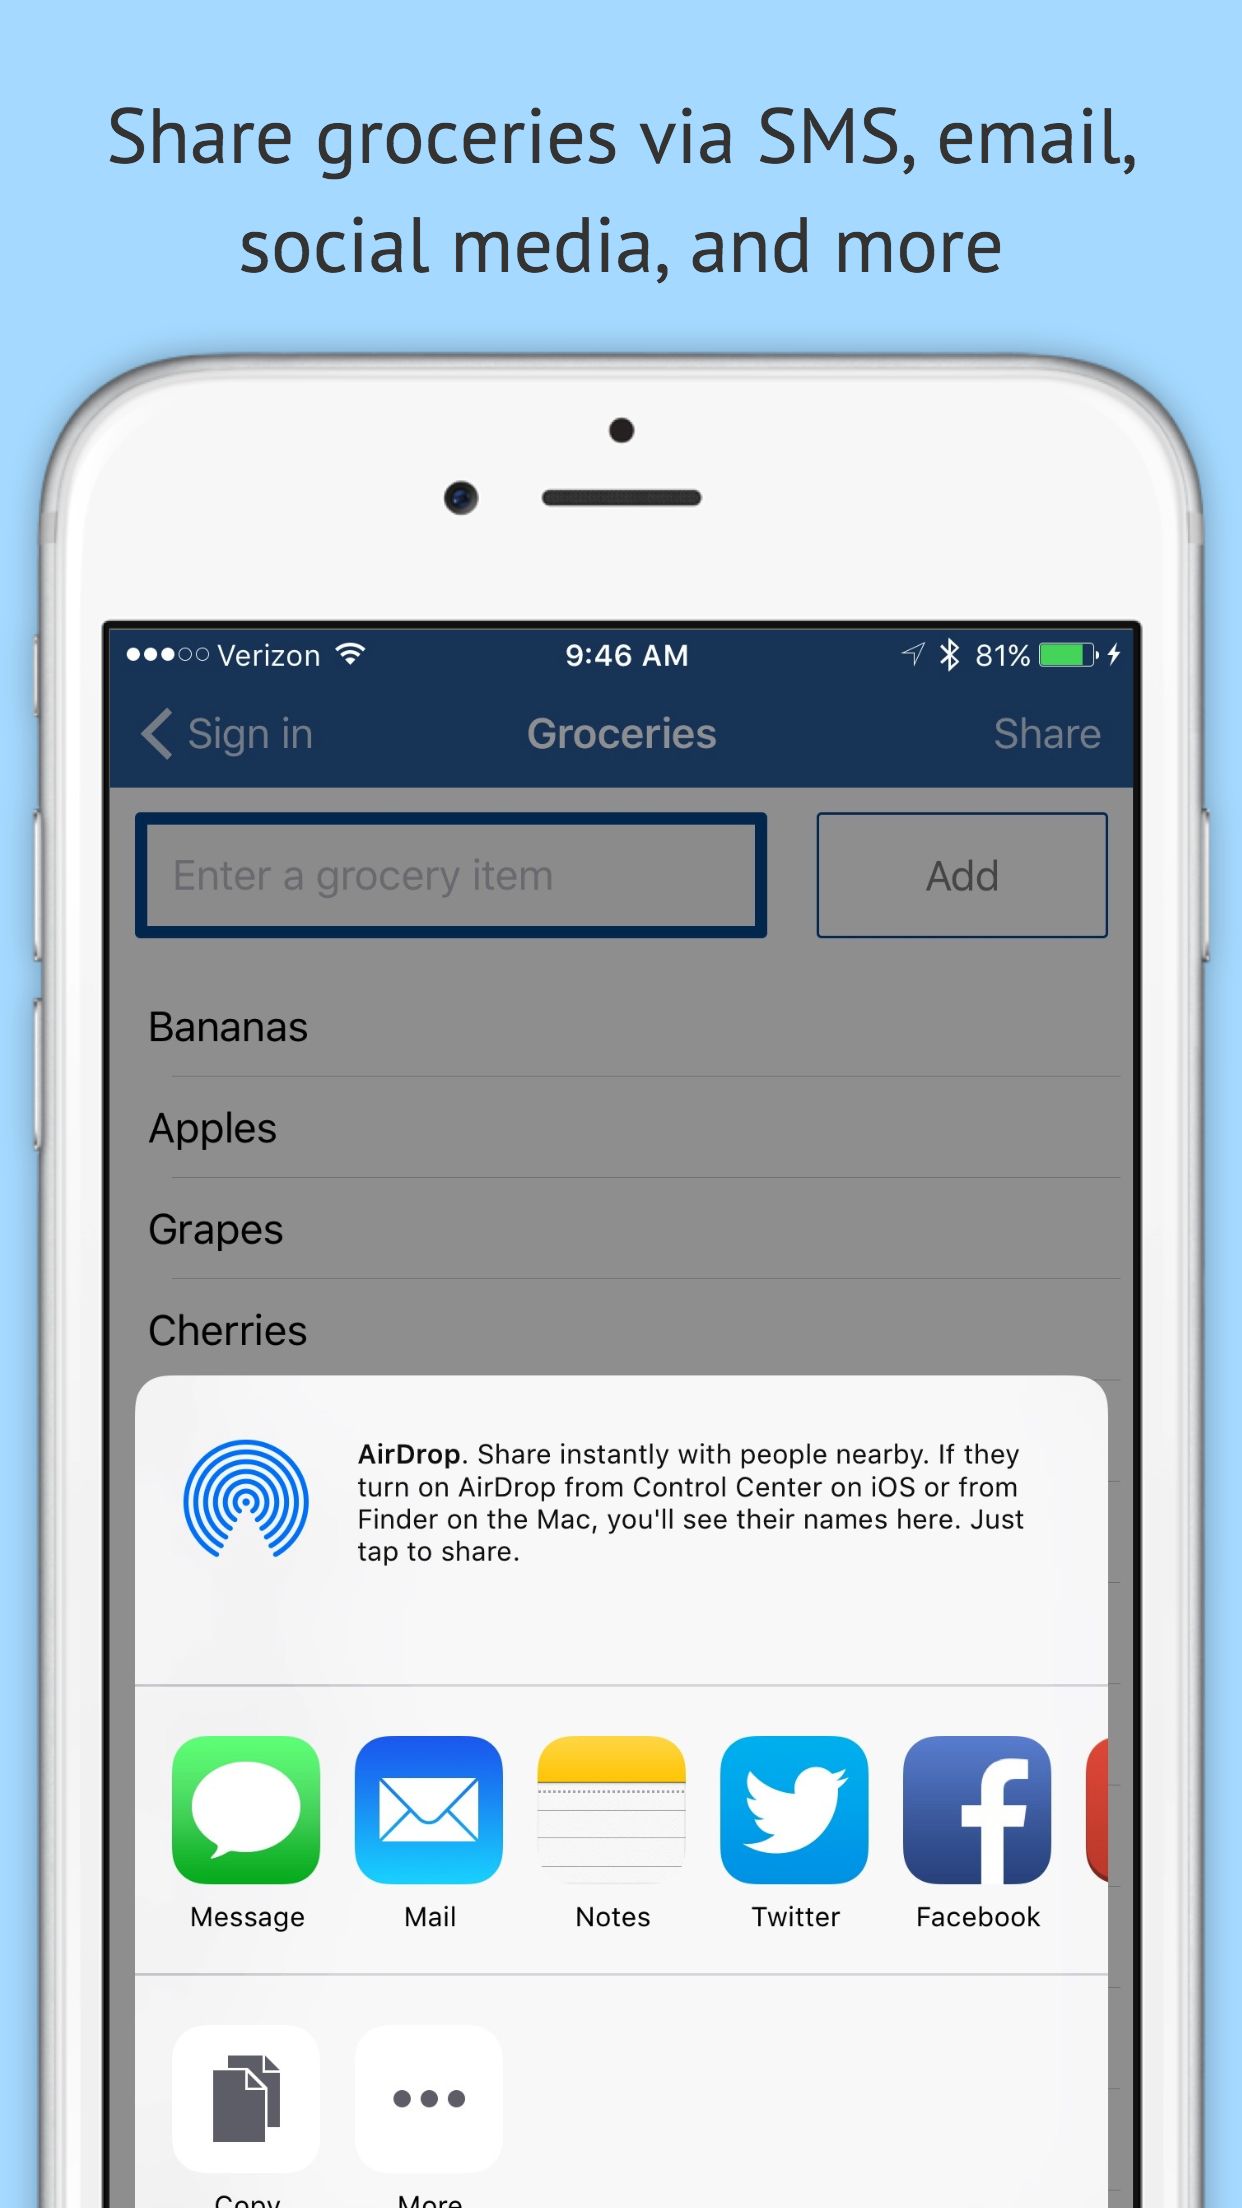 Share groceries via SMS, email,
social media, and more
Verizon 9:46 AM 81%
Sign in Groceries Share
Enter a grocery item Add
Bananas
Apples
Grapes
Cherries
AirDrop. Share instantly with people nearby. If they
turn on AirDrop from Control Center on iOS or from
Finder on the Mac, you'll see their names here. Just
tap to share.
Message Mail Notes Twitter Facebook
Copy More